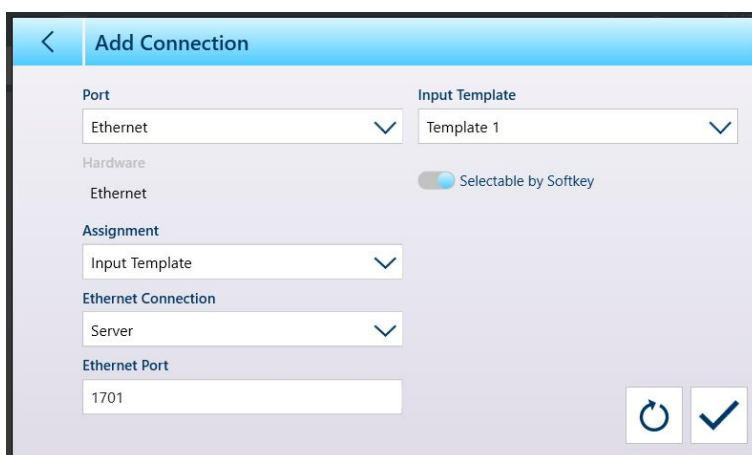 Add Connection
Port
Ethernet
Hardware
Ethernet
Assignment
Input Template
Ethernet Connection
Server
Ethernet Port
1701
Input Template
Template 1
Selectable by Softkey